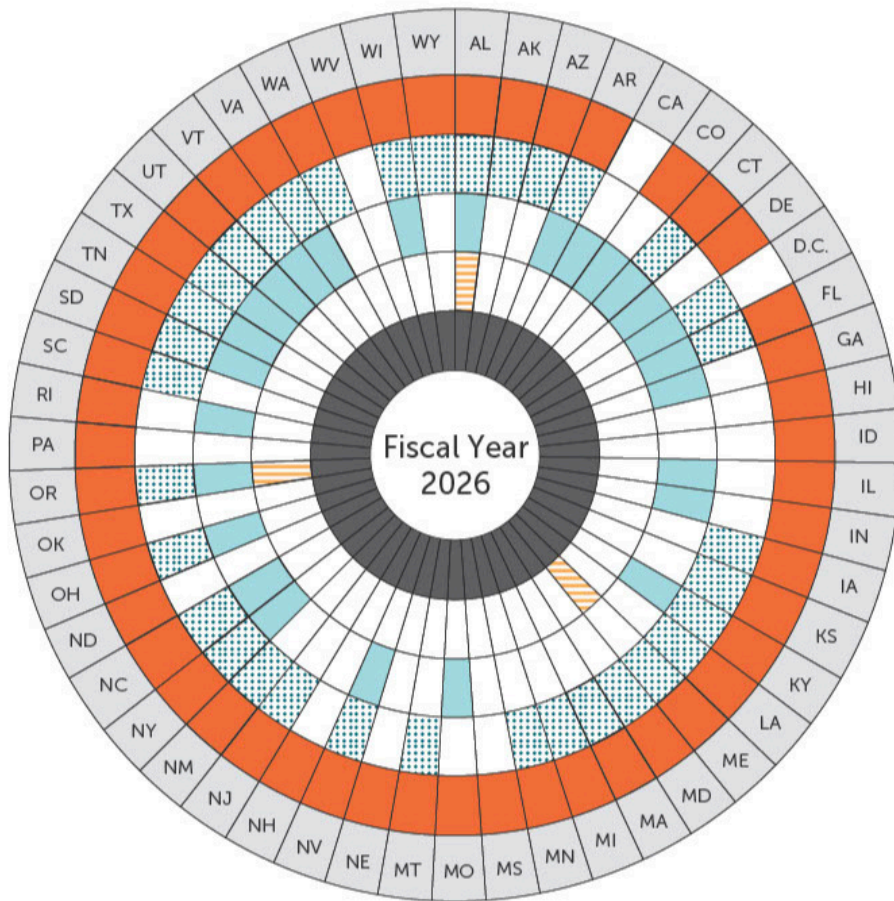 AL
AK
AZ
AR
CA
CO
CT
DE
D.C.
FL
GA
HI
ID
IL
IN
IA
KS
KY
LA
ME
MD
MA
MI
MN
MS
MO
MT
NE
NV
NH
NJ
NM
NY
NC
ND
OH
OK
OR
PA
RI
SC
SD
TN
TX
UT
VT
VA
WA
WV
WI
WY
Fiscal Year
2026